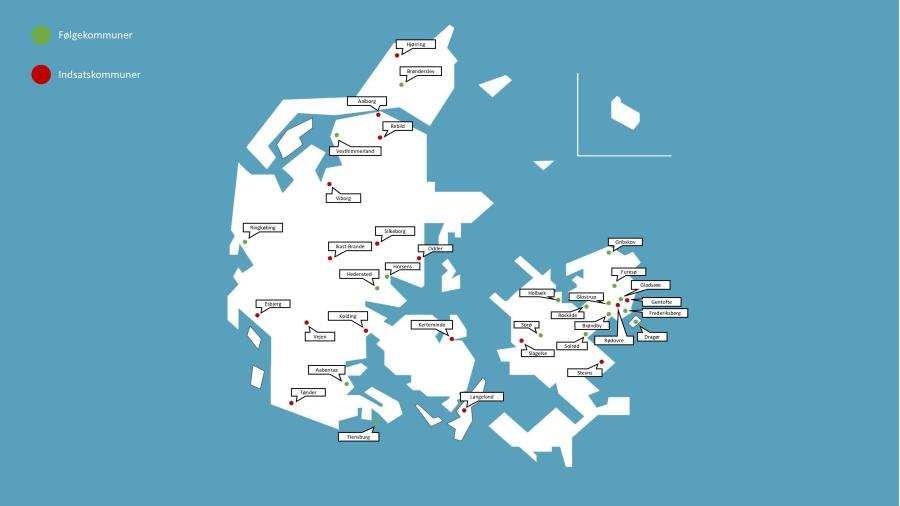 Følgekommuner
Indsatskommuner
Hjørring
Brønderslev
Aalborg
Rebild
Vesthimmerland
Viborg
Ringkøbing
Silkeborg
Ikast-Brande
Odder
Horsens
Hedensted
Esbjerg
Kolding
Vejen
Kerteminde
Aabenraa
Tønder
Langeland
Flensburg
Gribskov
Furesø
Gladsaxe
Holbæk
Glostrup
Gentofte
Roskilde
Frederiksberg
Brøndby
Sorø
Rødovre
Dragør
Solrød
Slagelse
Stevns